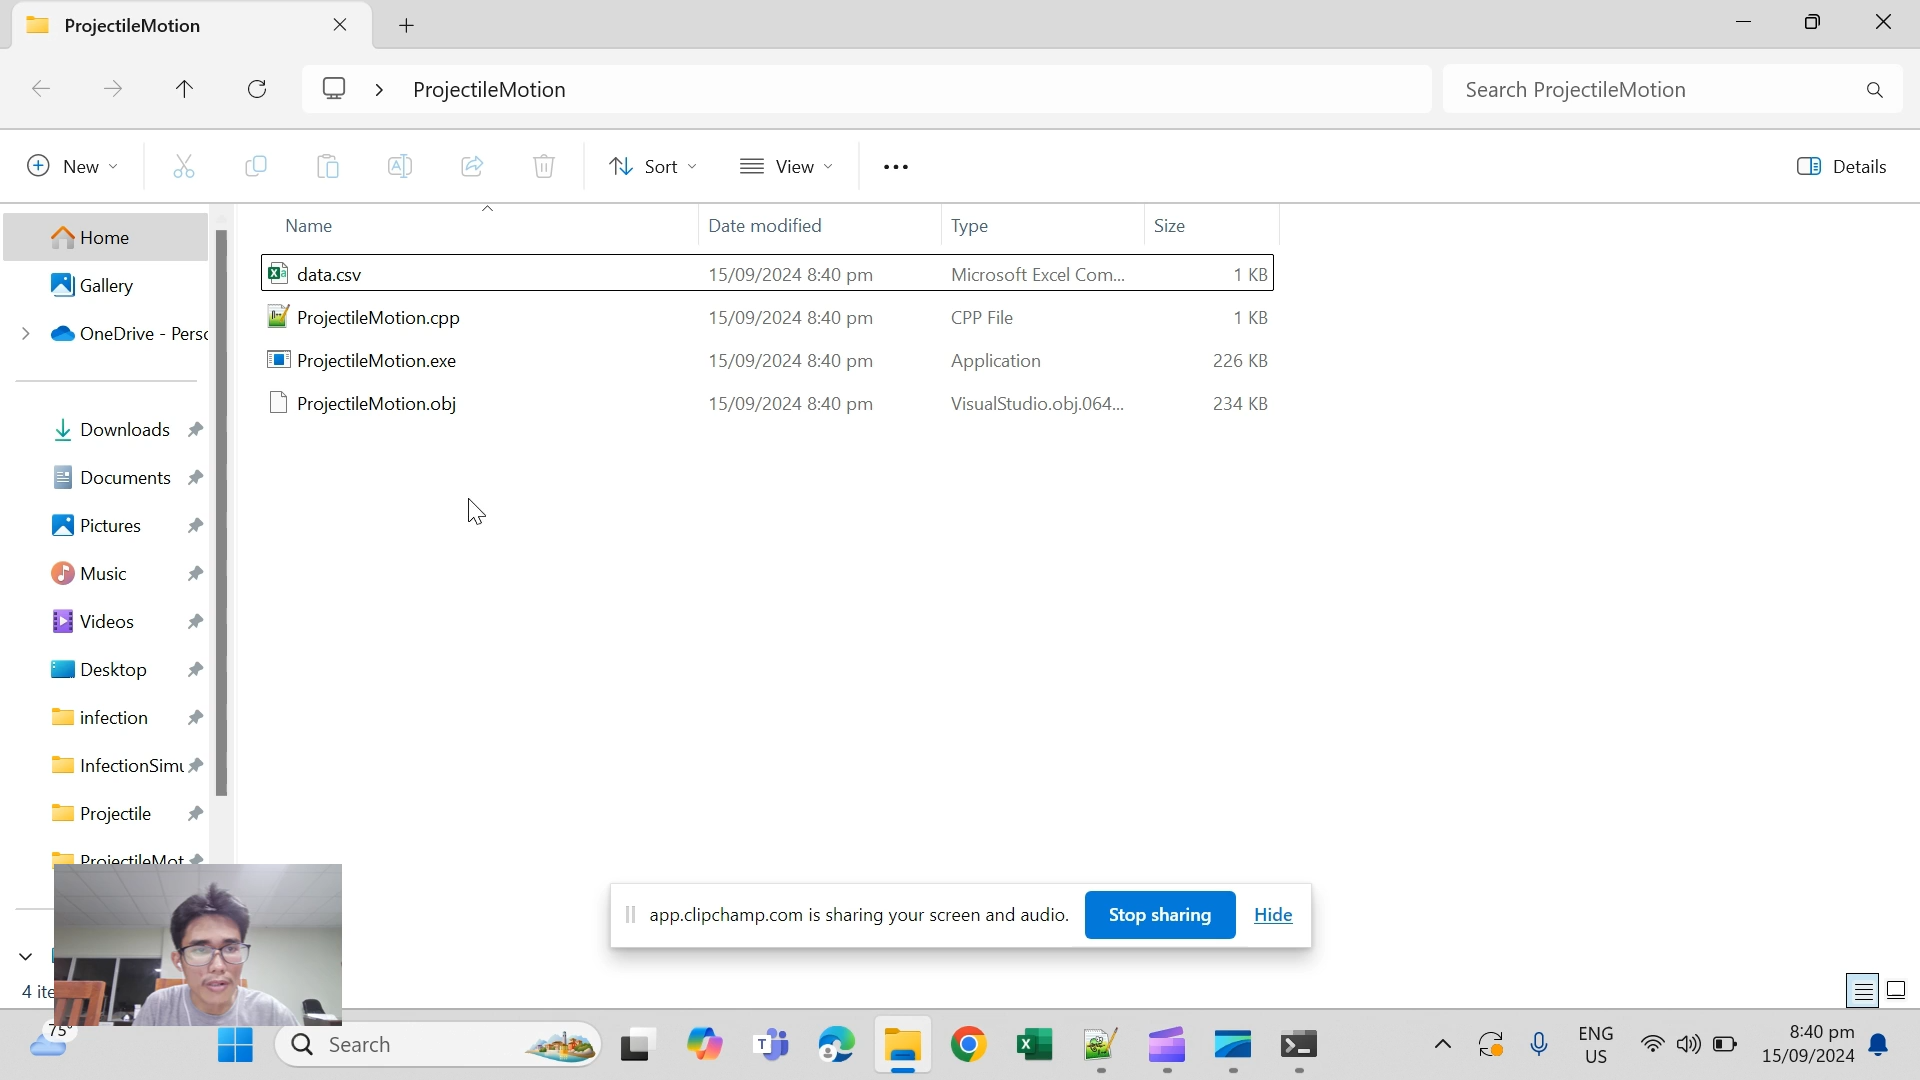 ProjectileMotion
ProjectileMotion
Search ProjectileMotion
New
Sort
View
Details
Name Date modified Type Size
data.csv 15/09/2024 8:40 pm Microsoft Excel Com... 1 KB
ProjectileMotion.cpp 15/09/2024 8:40 pm CPP File 1 KB
ProjectileMotion.exe 15/09/2024 8:40 pm Application 226 KB
ProjectileMotion.obj 15/09/2024 8:40 pm VisualStudio.obj.064... 234 KB
Home
Gallery
OneDrive - Perso
Downloads
Documents
Pictures
Music
Videos
Desktop
infection
InfectionSimu
Projectile
ProjectileMot
app.clipchamp.com is sharing your screen and audio.
Stop sharing
Hide
4 ite
75°
Search
ENG
US
8:40 pm
15/09/2024